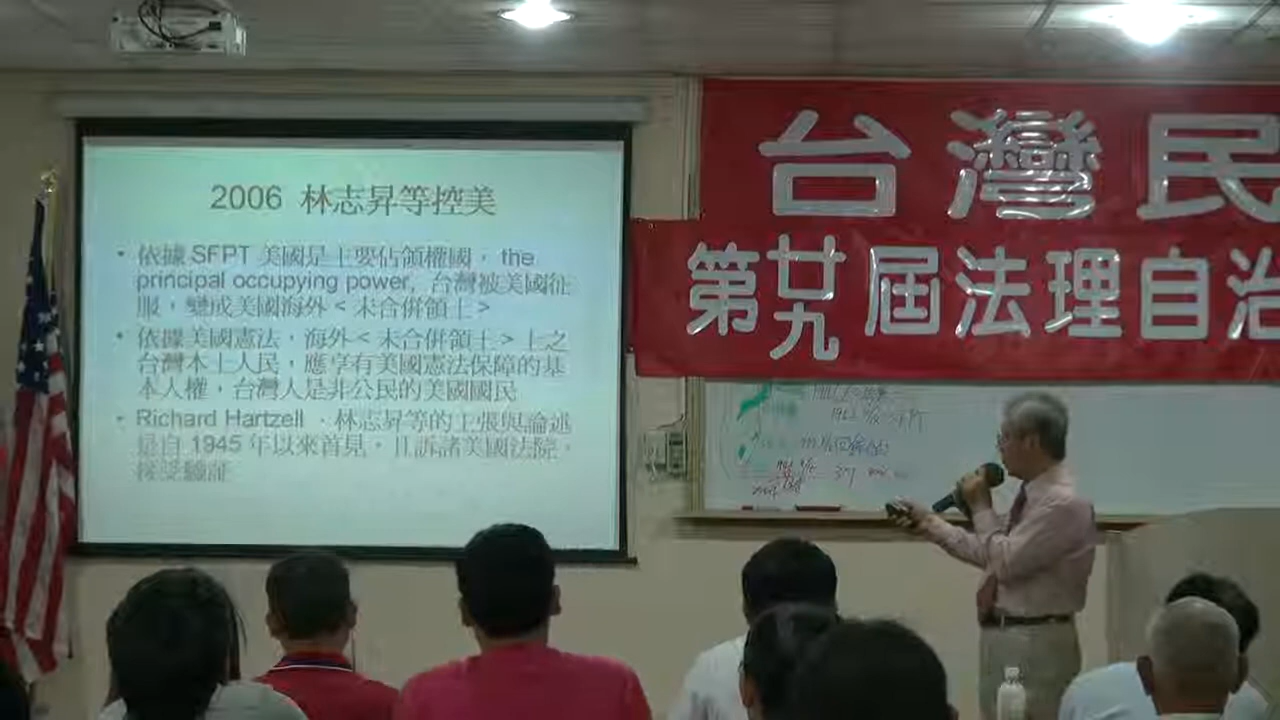 2006 林志昇等控美
• 依據 SFPT 美國是主要佔領權國， the
principal occupying power, 台灣被美國征
服，變成美國海外 < 未合併領土 >
• 依據美國憲法，海外 < 未合併領土 > 上之
台灣本土人民，應享有美國憲法保障的基
本人權，台灣人是非公民的美國國民
• Richard Hartzell 、林志昇等的主張與論述
是自 1945 年以來首見，且訴諸美國法院，
接受驗証
台灣民
第廿九屆法理自治